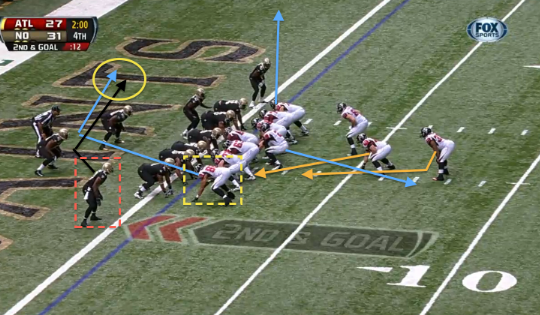 ATL 27 2:00
NO 31 4TH
2ND & GOAL :12
FOX
SPORTS
2ND & GOAL
10